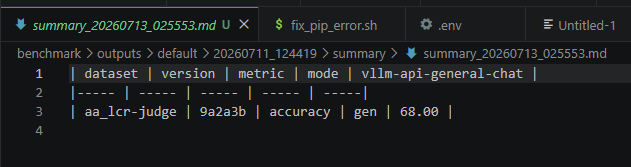 summary_20260713_025553.md U fix_pip_error.sh .env Untitled-1
benchmark > outputs > default > 20260711_124419 > summary > summary_20260713_025553.md
1 | dataset | version | metric | mode | vllm-api-general-chat |
2 |----- | ----- | ----- | ----- | -----|
3 | aa_lcr-judge | 9a2a3b | accuracy | gen | 68.00 |
4